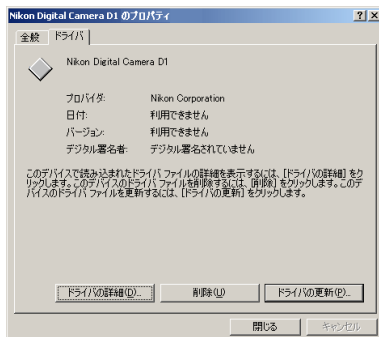 Nikon Digital Camera D1 のプロパティ
全般 ドライバ
Nikon Digital Camera D1
プロバイダ: Nikon Corporation
日付: 利用できません
バージョン: 利用できません
デジタル署名者: デジタル署名されていません
このデバイスで読み込まれたドライバ ファイルの詳細を表示するには、[ドライバの詳細] をク
リックします。このデバイスのドライバ ファイルを削除するには、[削除] をクリックします。このデ
バイスのドライバ ファイルを更新するには、[ドライバの更新] をクリックします。
ドライバの詳細(D)... 削除(U) ドライバの更新(P)...
閉じる キャンセル